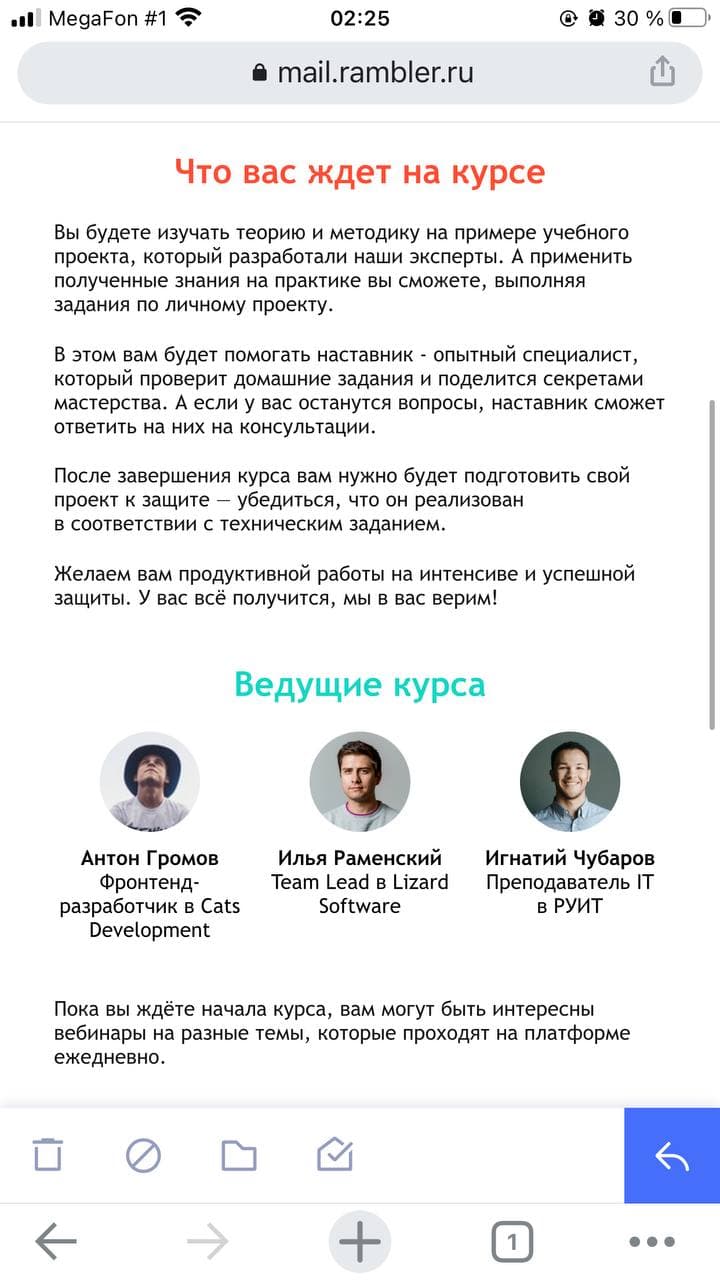 MegaFon #1 02:25 30 %
mail.rambler.ru
Что вас ждет на курсе
Вы будете изучать теорию и методику на примере учебного
проекта, который разработали наши эксперты. А применить
полученные знания на практике вы сможете, выполняя
задания по личному проекту.
В этом вам будет помогать наставник - опытный специалист,
который проверит домашние задания и поделится секретами
мастерства. А если у вас останутся вопросы, наставник сможет
ответить на них на консультации.
После завершения курса вам нужно будет подготовить свой
проект к защите — убедиться, что он реализован
в соответствии с техническим заданием.
Желаем вам продуктивной работы на интенсиве и успешной
защиты. У вас всё получится, мы в вас верим!
Ведущие курса
Антон Громов
Фронтенд-
разработчик в Cats
Development
Илья Раменский
Team Lead в Lizard
Software
Игнатий Чубаров
Преподаватель IT
в РУИТ
Пока вы ждёте начала курса, вам могут быть интересны
вебинары на разные темы, которые проходят на платформе
ежедневно.
1